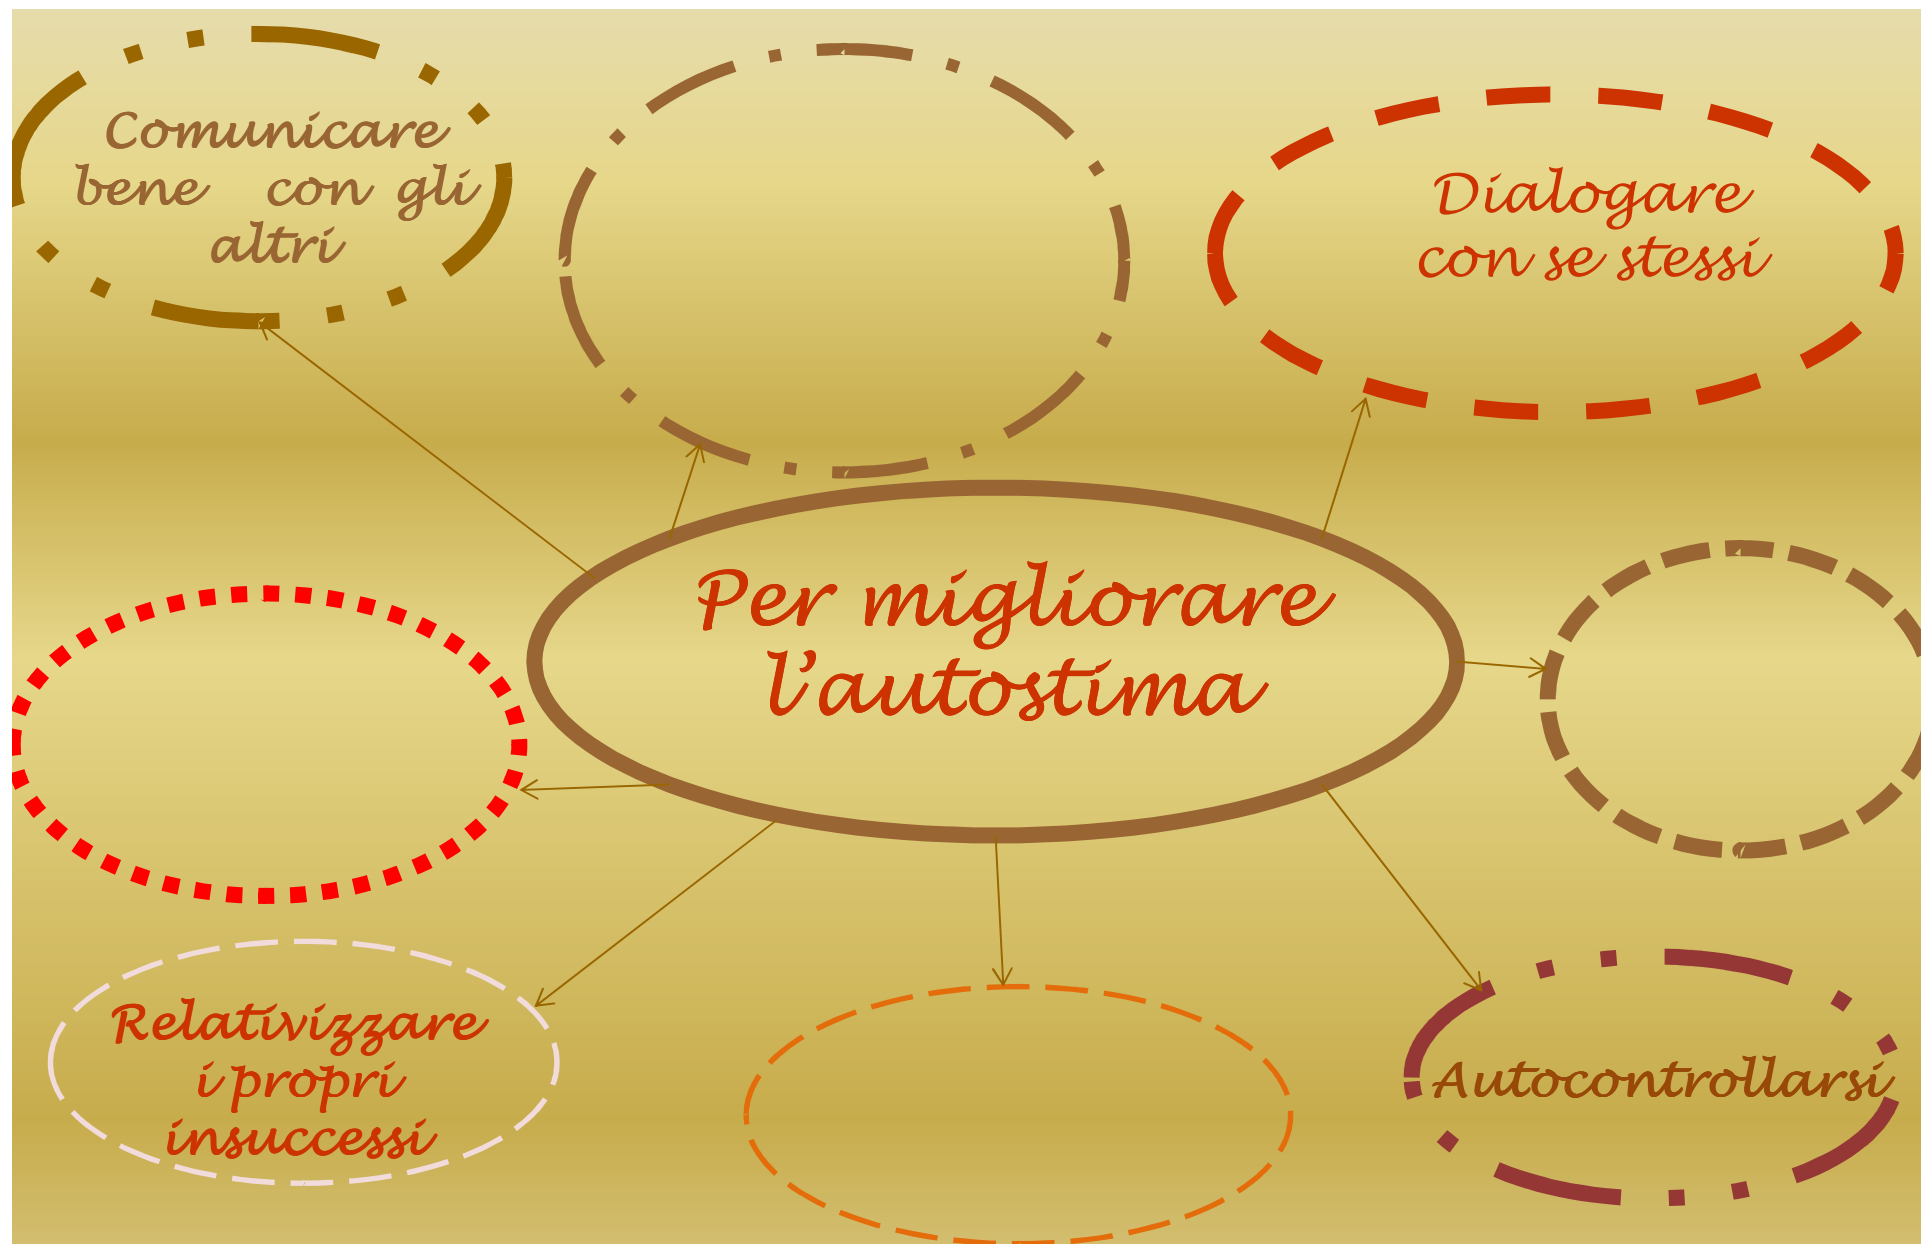 Comunicare
bene con gli
altri
Dialogare
con se stessi
Per migliorare
l’autostima
Relativizzare
i propri
insuccessi
Autocontrollarsi